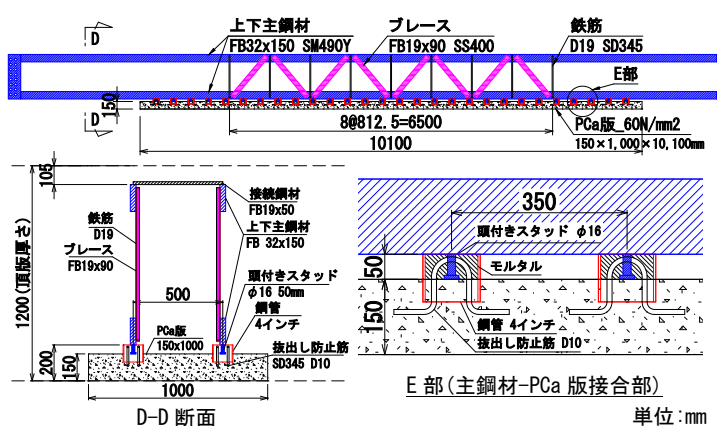 D
上下主鋼材
FB32x150 SM490Y
ブレース
FB19x90 SS400
鉄筋
D19 SD345
E部
150
D
8@812.5=6500
10100
PCa版_60N/mm2
150×1,000×10,100mm
105
1200(頂版厚さ)
200
150
鉄筋
D19
ブレース
FB19x90
500
PCa版
150x1000
1000
接続鋼材
FB19x50
上下主鋼材
FB 32x150
頭付きスタッド
φ16 50mm
鋼管
4インチ
抜出し防止筋
SD345 D10
D-D 断面
350
頭付きスタッド φ16
モルタル
50
150
鋼管 4インチ
抜出し防止筋 D10
E 部(主鋼材-PCa 版接合部)
単位:mm